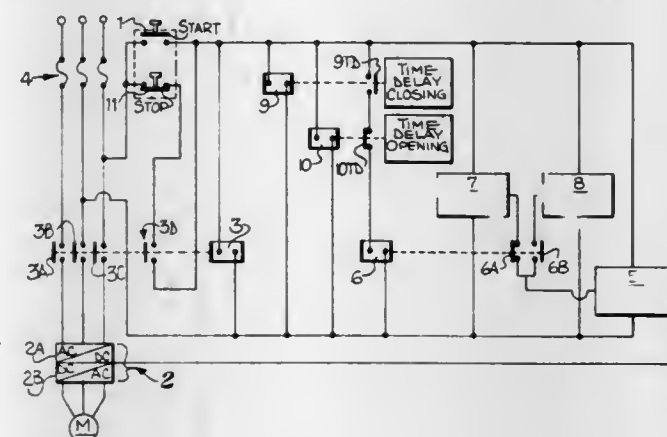 1
START
4
11
STOP
9TD
TIME
DELAY
CLOSING
9
TIME
DELAY
OPENING
10
10TD
7
8
3B
3D
3
3A
3C
6
6A
6B
2A
AC
DC
2B
DC
AC
2
M